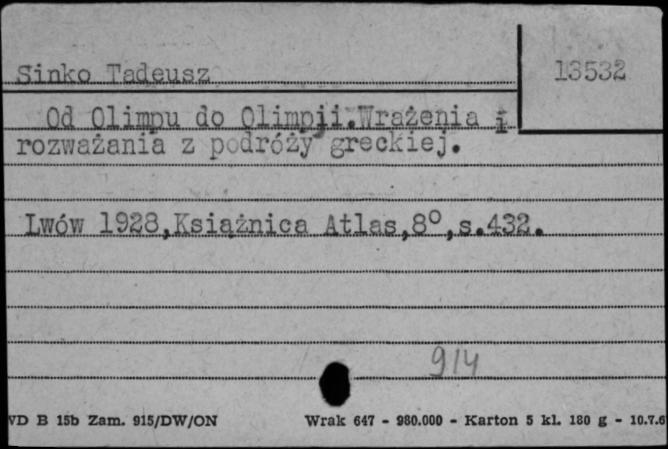 Sinko Tadeusz
13532
Od Olimpu do Olimpji.Wrażenia i
rozważania z podróży greckiej.
Lwów 1928,Książnica Atlas,8°,s.432.
914
VD B 15b Zam. 915/DW/ON
Wrak 647 - 980.000 - Karton 5 kl. 180 g - 10.7.6